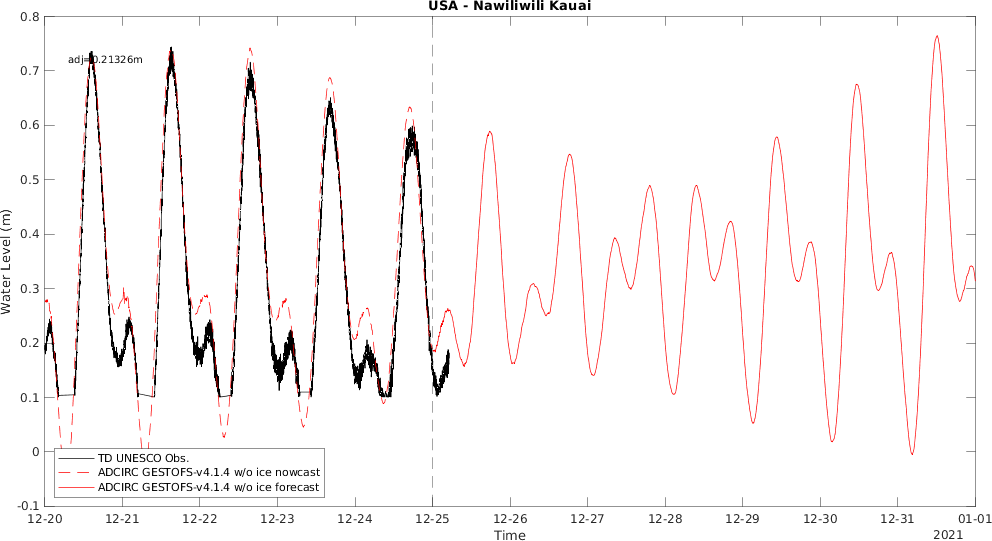 USA - Nawiliwili Kauai
adj=0.21326m
Water Level (m)
0.8
0.7
0.6
0.5
0.4
0.3
0.2
0.1
0
-0.1
TD UNESCO Obs.
ADCIRC GESTOFS-v4.1.4 w/o ice nowcast
ADCIRC GESTOFS-v4.1.4 w/o ice forecast
12-20 12-21 12-22 12-23 12-24 12-25 12-26 12-27 12-28 12-29 12-30 12-31 01-01
Time
2021